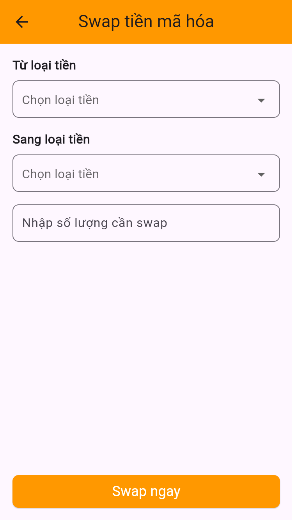 Swap tiền mã hóa
Từ loại tiền
Chọn loại tiền
Sang loại tiền
Chọn loại tiền
Nhập số lượng cần swap
Swap ngay